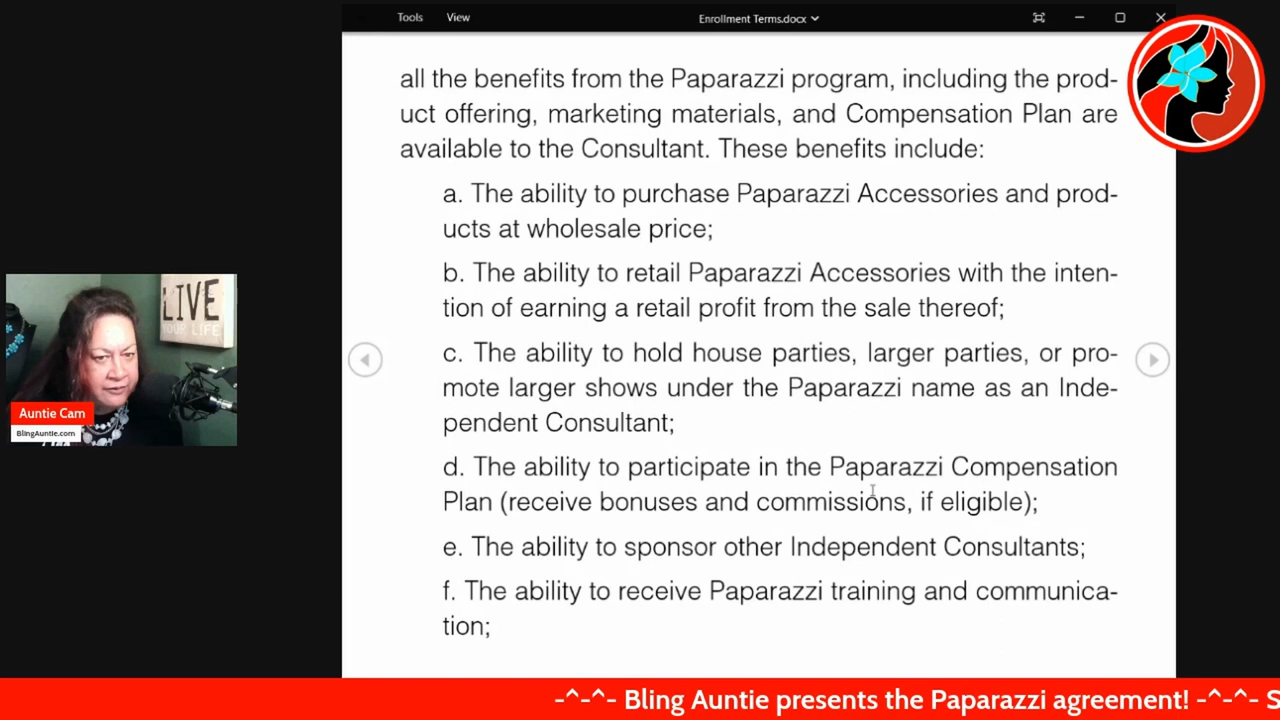 Tools View Enrollment Terms.docx
all the benefits from the Paparazzi program, including the prod-
uct offering, marketing materials, and Compensation Plan are
available to the Consultant. These benefits include:
a. The ability to purchase Paparazzi Accessories and prod-
ucts at wholesale price;
b. The ability to retail Paparazzi Accessories with the inten-
tion of earning a retail profit from the sale thereof;
c. The ability to hold house parties, larger parties, or pro-
mote larger shows under the Paparazzi name as an Inde-
pendent Consultant;
d. The ability to participate in the Paparazzi Compensation
Plan (receive bonuses and commissions, if eligible);
e. The ability to sponsor other Independent Consultants;
f. The ability to receive Paparazzi training and communica-
tion;
LIVE
YOUR LIFE
Auntie Cam
BlingAuntie.com
-^-^- Bling Auntie presents the Paparazzi agreement! -^-^- S